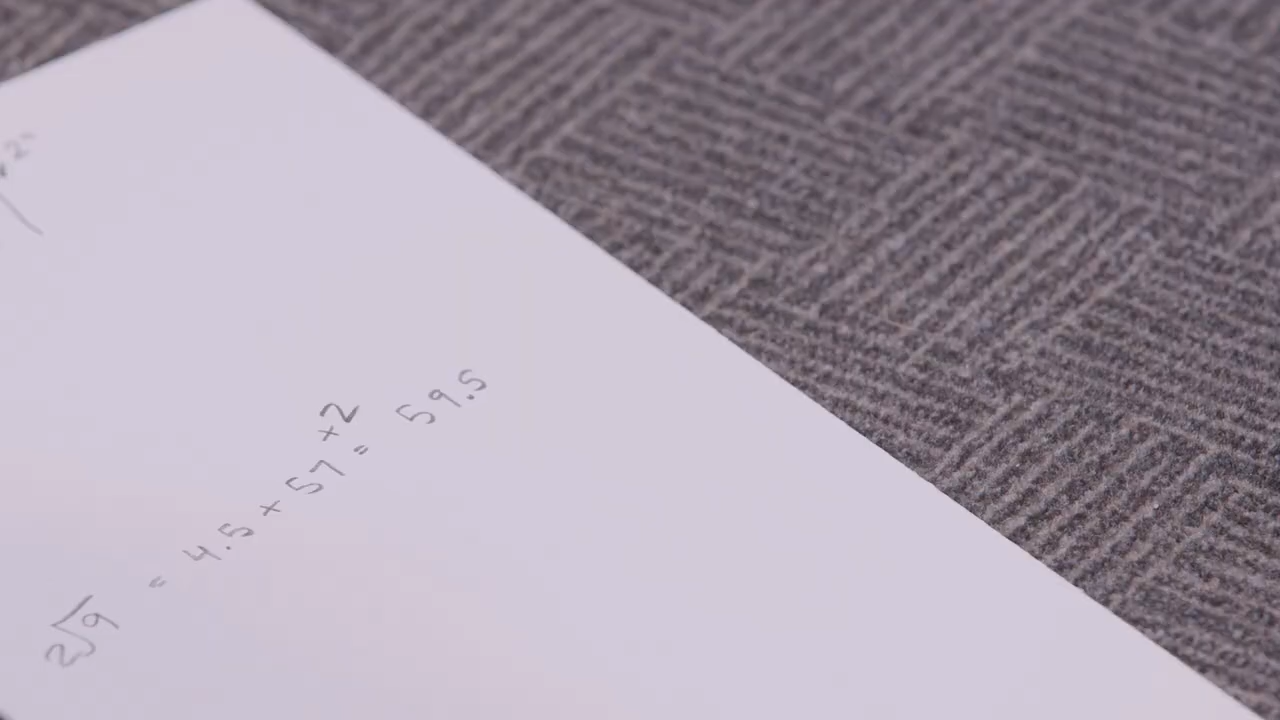 2√9 = 4.5 + 57 +2 = 59.5